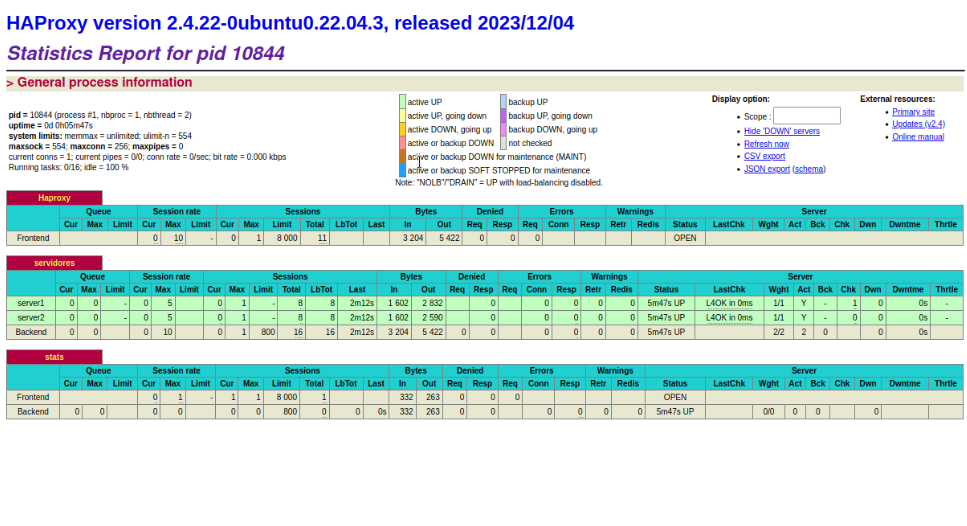 HAProxy version 2.4.22-0ubuntu0.22.04.3, released 2023/12/04
Statistics Report for pid 10844
> General process information
pid = 10844 (process #1, nbproc = 1, nbthread = 2)
uptime = 0d 0h05m47s
system limits: memmax = unlimited; ulimit-n = 554
maxsock = 554; maxconn = 256; maxpipes = 0
current conns = 1; current pipes = 0/0; conn rate = 0/sec; bit rate = 0.000 kbps
Running tasks: 0/16; idle = 100 %
active UP backup UP
active UP, going down backup UP, going down
active DOWN, going up backup DOWN, going up
active or backup DOWN not checked
active or backup DOWN for maintenance (MAINT)
active or backup SOFT STOPPED for maintenance
Note: "NOLB"/"DRAIN" = UP with load-balancing disabled.
Display option:
Scope :
Hide 'DOWN' servers
Refresh now
CSV export
JSON export (schema)
External resources:
Primary site
Updates (v2.4)
Online manual
Haproxy
Queue Session rate Sessions Bytes Denied Errors Warnings Server
Cur Max Limit Cur Max Limit Cur Max Limit Total LbTot Last In Out Req Resp Req Conn Resp Retr Redis Status LastChk Wght Act Bck Chk Dwn Dwntme Thrtle
Frontend 0 10 - 0 1 8 000 11 3 204 5 422 0 0 0 OPEN
servidores
Queue Session rate Sessions Bytes Denied Errors Warnings Server
Cur Max Limit Cur Max Limit Cur Max Limit Total LbTot Last In Out Req Resp Req Conn Resp Retr Redis Status LastChk Wght Act Bck Chk Dwn Dwntme Thrtle
server1 0 0 - 0 5 0 1 - 8 8 2m12s 1 602 2 832 0 0 0 0 0 5m47s UP L4OK in 0ms 1/1 Y - 1 0 0s -
server2 0 0 - 0 5 0 1 - 8 8 2m12s 1 602 2 590 0 0 0 0 0 5m47s UP L4OK in 0ms 1/1 Y - 0 0 0s -
Backend 0 0 0 10 0 1 800 16 16 2m12s 3 204 5 422 0 0 0 0 0 0 5m47s UP 2/2 2 0 0 0s
stats
Queue Session rate Sessions Bytes Denied Errors Warnings Server
Cur Max Limit Cur Max Limit Cur Max Limit Total LbTot Last In Out Req Resp Req Conn Resp Retr Redis Status LastChk Wght Act Bck Chk Dwn Dwntme Thrtle
Frontend 0 1 - 1 1 8 000 1 332 263 0 0 0 OPEN
Backend 0 0 0 0 0 0 800 0 0 0s 332 263 0 0 0 0 0 0 5m47s UP 0/0 0 0 0